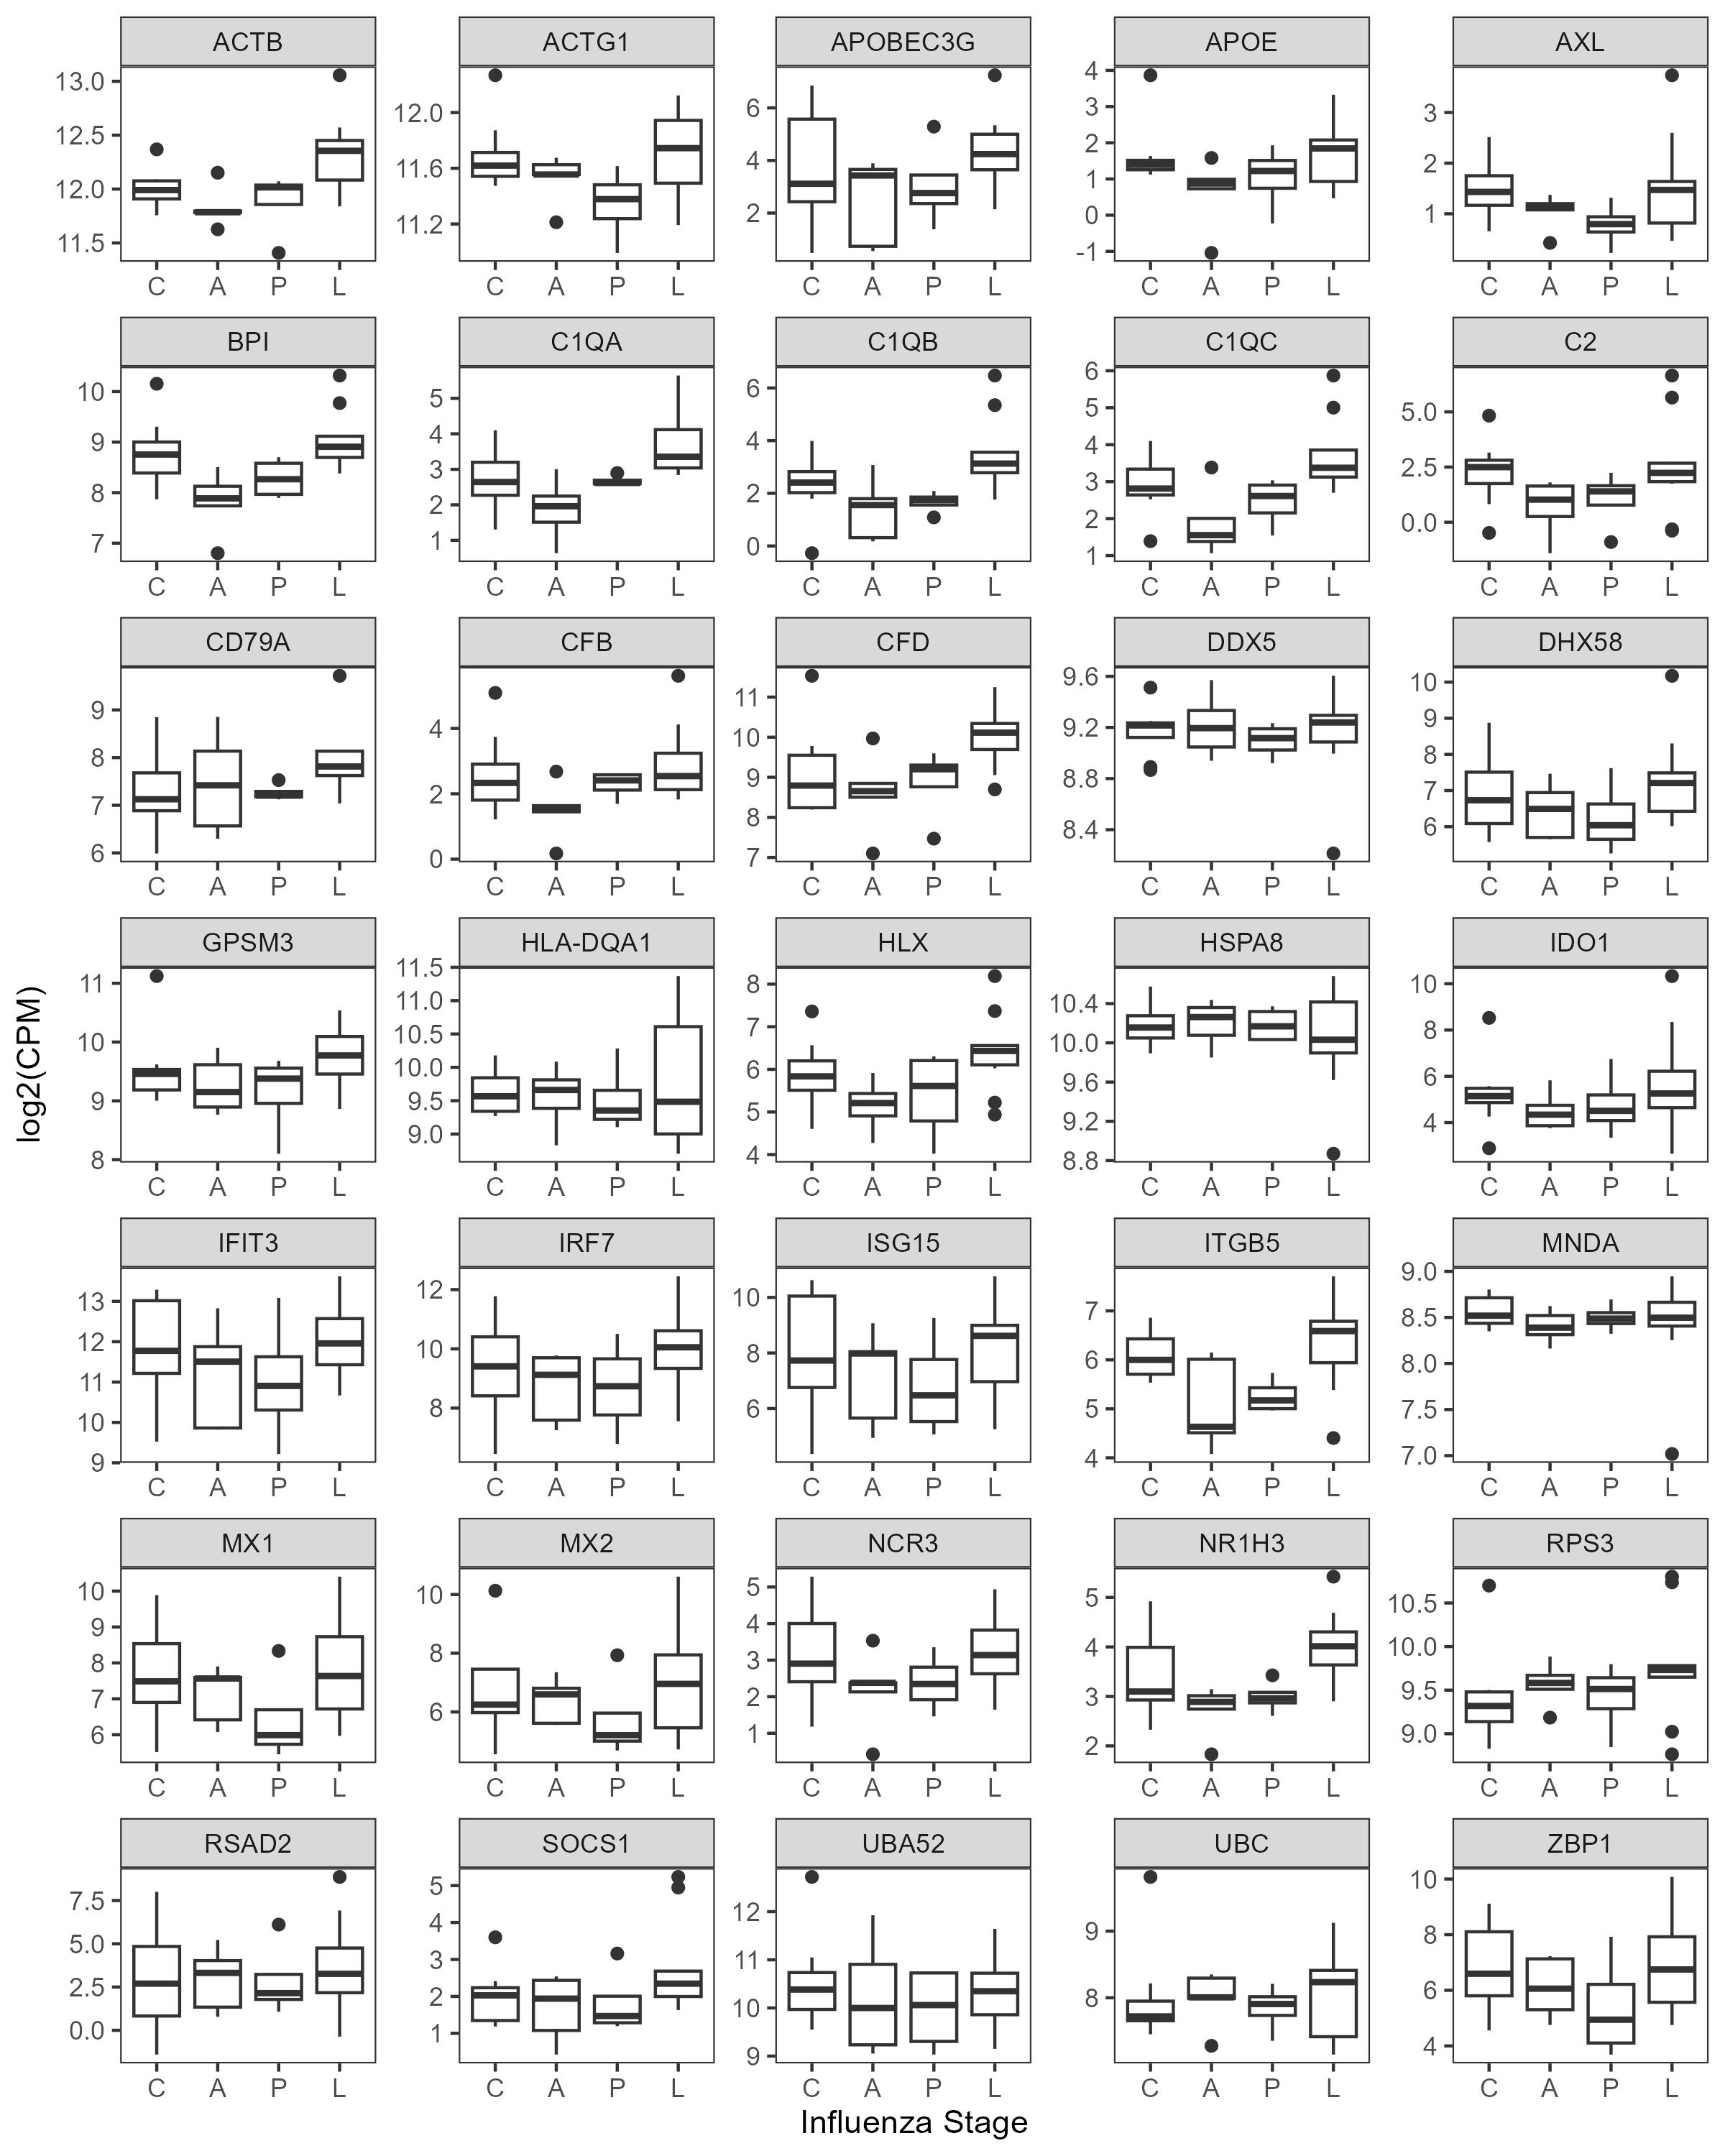 ACTB ACTG1 APOBEC3G APOE AXL
13.0 12.5 12.0 11.5
12.0 11.6 11.2
6 4 2
4 3 2 1 0 -1
3 2 1
C A P L C A P L C A P L C A P L C A P L
BPI C1QA C1QB C1QC C2
10 9 8 7
5 4 3 2 1
6 4 2 0
6 5 4 3 2 1
5.0 2.5 0.0
C A P L C A P L C A P L C A P L C A P L
CD79A CFB CFD DDX5 DHX58
9 8 7 6
4 2 0
11 10 9 8 7
9.6 9.2 8.8 8.4
10 9 8 7 6
C A P L C A P L C A P L C A P L C A P L
GPSM3 HLA-DQA1 HLX HSPA8 IDO1
11 10 9 8
11.5 11.0 10.5 10.0 9.5 9.0
8 7 6 5 4
10.4 10.0 9.6 9.2 8.8
10 8 6 4
C A P L C A P L C A P L C A P L C A P L
log2(CPM)
IFIT3 IRF7 ISG15 ITGB5 MNDA
13 12 11 10 9
12 10 8
10 8 6
7 6 5 4
9.0 8.5 8.0 7.5 7.0
C A P L C A P L C A P L C A P L C A P L
MX1 MX2 NCR3 NR1H3 RPS3
10 9 8 7 6
10 8 6
5 4 3 2 1
5 4 3 2
10.5 10.0 9.5 9.0
C A P L C A P L C A P L C A P L C A P L
RSAD2 SOCS1 UBA52 UBC ZBP1
7.5 5.0 2.5 0.0
5 4 3 2 1
12 11 10 9
9 8
10 8 6 4
C A P L C A P L C A P L C A P L C A P L
Influenza Stage